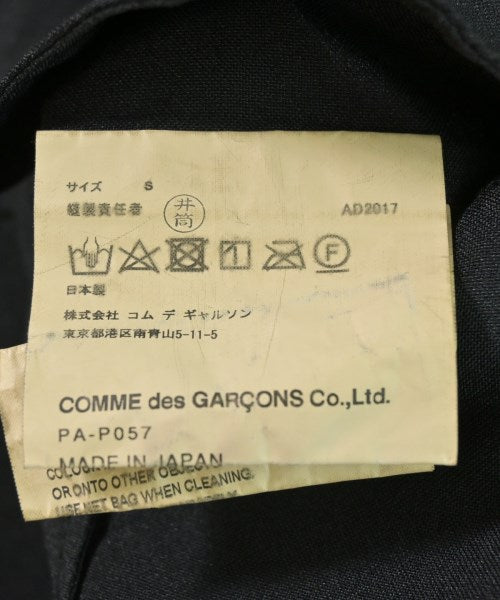 サイズ S
縫製責任者 井筒 AD2017
F
日本製
株式会社 コム デ ギャルソン
東京都港区南青山5-11-5
COMME des GARÇONS Co.,Ltd.
PA-P057
MADE IN JAPAN
OR ONTO OTHER OBJECT
USE NET BAG WHEN CLEANING.